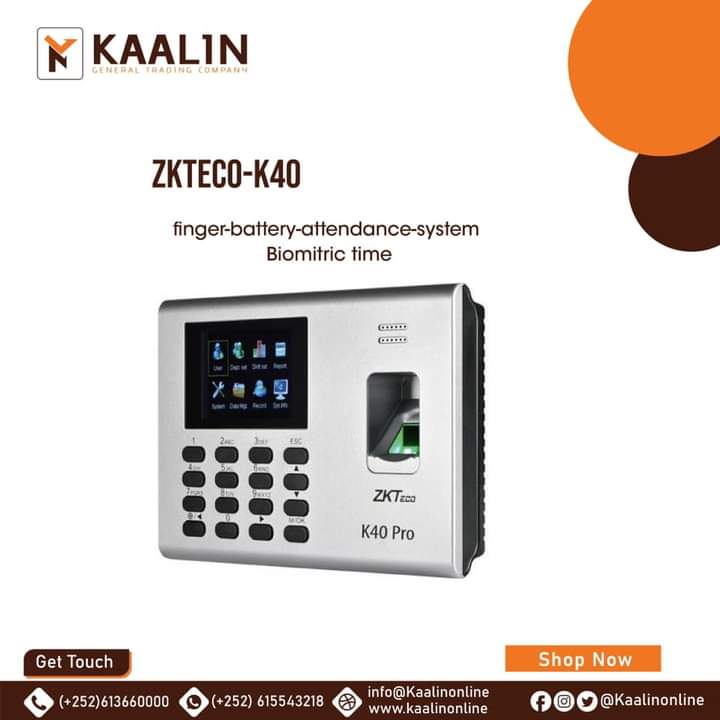 KAALIN
GENERAL TRADING COMPANY
ZKTECO-K40
finger-battery-attendance-system
Biomitric time
User Dept. set Shift set Report
System Data Mgt. Record Sys Info
1 2ABC 3DEF ESC
4GHI 5JKL 6MNO ▲
7PQRS 8TUV 9WXYZ ▼
0 M/OK
ZKTECO
K40 Pro
Get Touch
Shop Now
(+252)613660000
(+252) 615543218
info@Kaalinonline
www.kaalinonline
@Kaalinonline